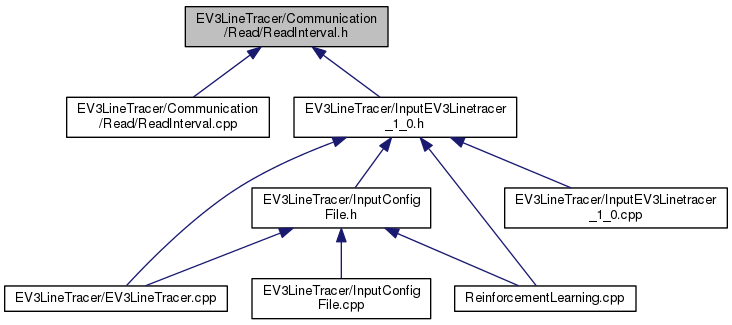 EV3LineTracer/Communication
/Read/ReadInterval.h
EV3LineTracer/Communication
/Read/ReadInterval.cpp
EV3LineTracer/InputEV3Linetracer
_1_0.h
EV3LineTracer/InputConfig
File.h
EV3LineTracer/InputEV3Linetracer
_1_0.cpp
EV3LineTracer/EV3LineTracer.cpp
EV3LineTracer/InputConfig
File.cpp
ReinforcementLearning.cpp